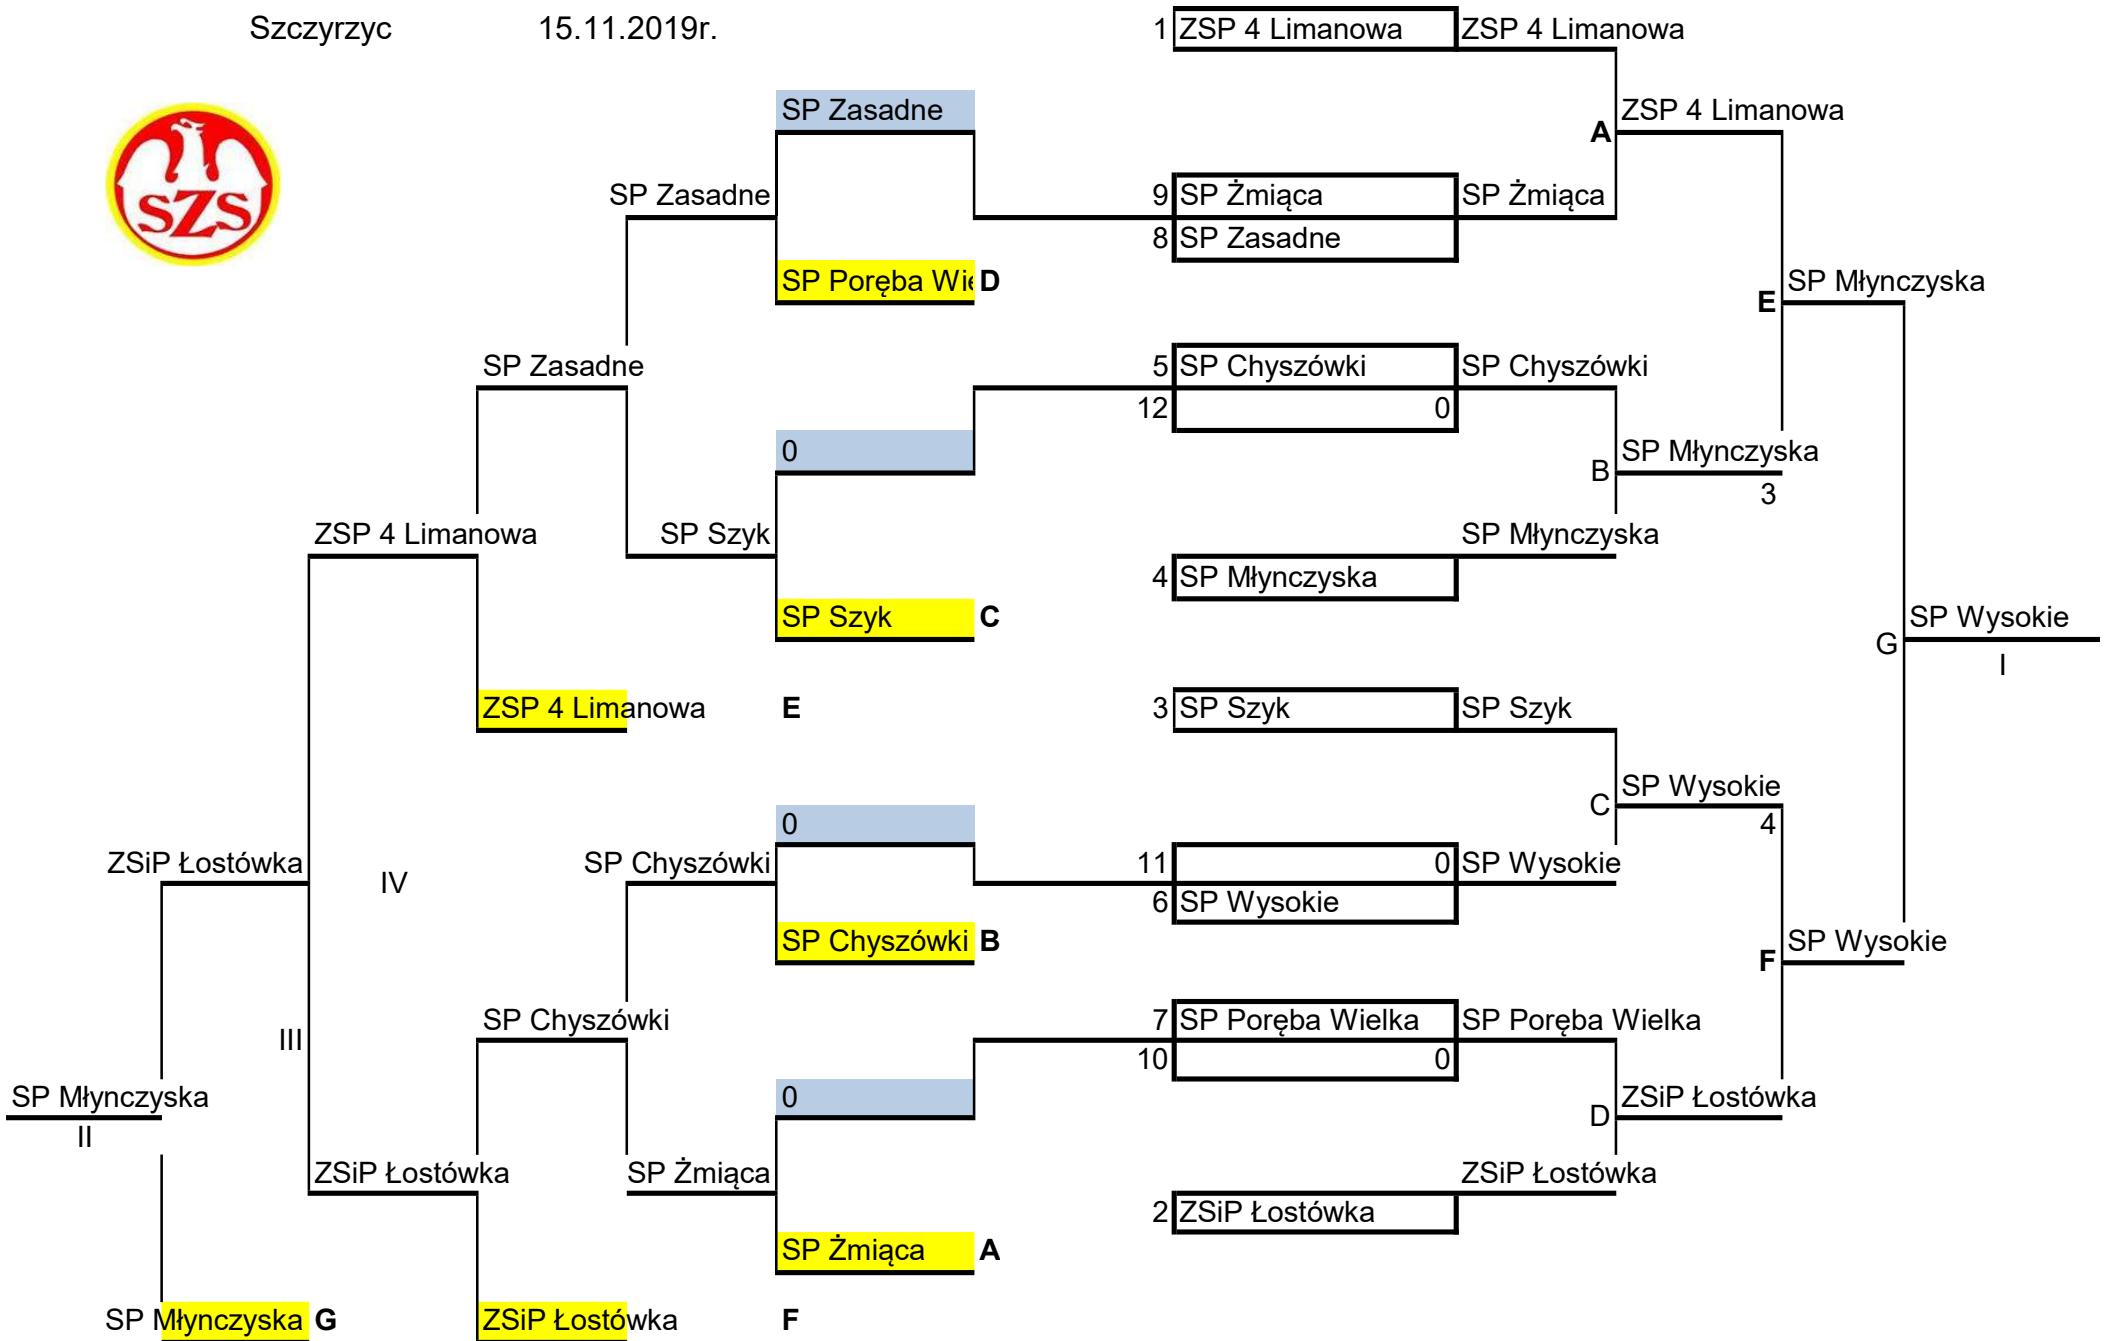 Szczyrzyc 15.11.2019r. 1 ZSP 4 Limanowa ZSP 4 Limanowa
SP Zasadne ZSP 4 Limanowa
A
SZS
SP Zasadne 9 SP Żmiąca SP Żmiąca
8 SP Zasadne
SP Poręba Wie D SP Młynczyska
E
SP Zasadne 5 SP Chyszówki SP Chyszówki
12 0
0 B SP Młynczyska
3
ZSP 4 Limanowa SP Szyk SP Młynczyska
4 SP Młynczyska
SP Szyk C SP Wysokie
G I
ZSP 4 Limanowa E 3 SP Szyk SP Szyk
C SP Wysokie
0 4
ZSiP Łostówka IV SP Chyszówki 11 0 SP Wysokie
6 SP Wysokie
SP Chyszówki B SP Wysokie
F
III SP Chyszówki 7 SP Poręba Wielka SP Poręba Wielka
10 0
SP Młynczyska 0 D ZSiP Łostówka
II
ZSiP Łostówka SP Żmiąca ZSiP Łostówka
2 ZSiP Łostówka
SP Żmiąca A
SP Młynczyska G ZSiP Łostówka F